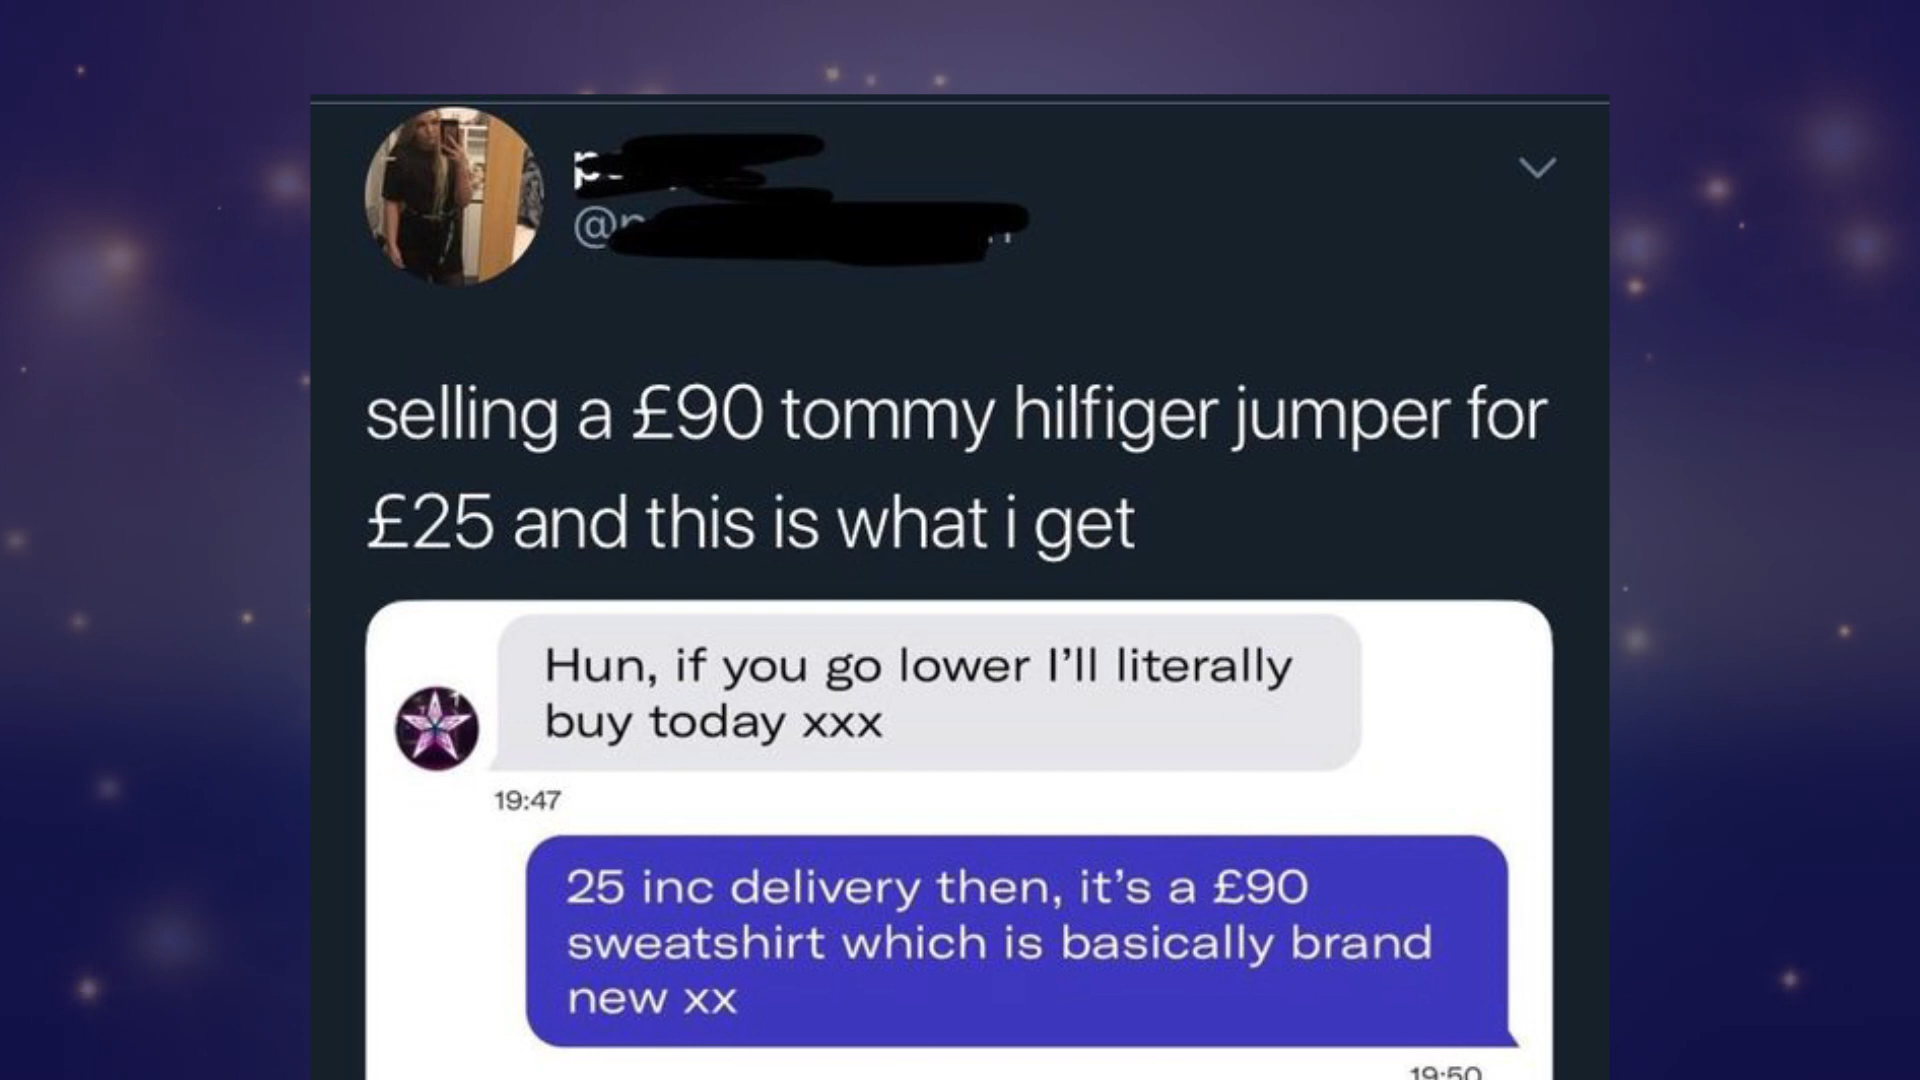 selling a £90 tommy hilfiger jumper for
£25 and this is what i get
Hun, if you go lower I'll literally
buy today xxx
19:47
25 inc delivery then, it's a £90
sweatshirt which is basically brand
new xx
19:50